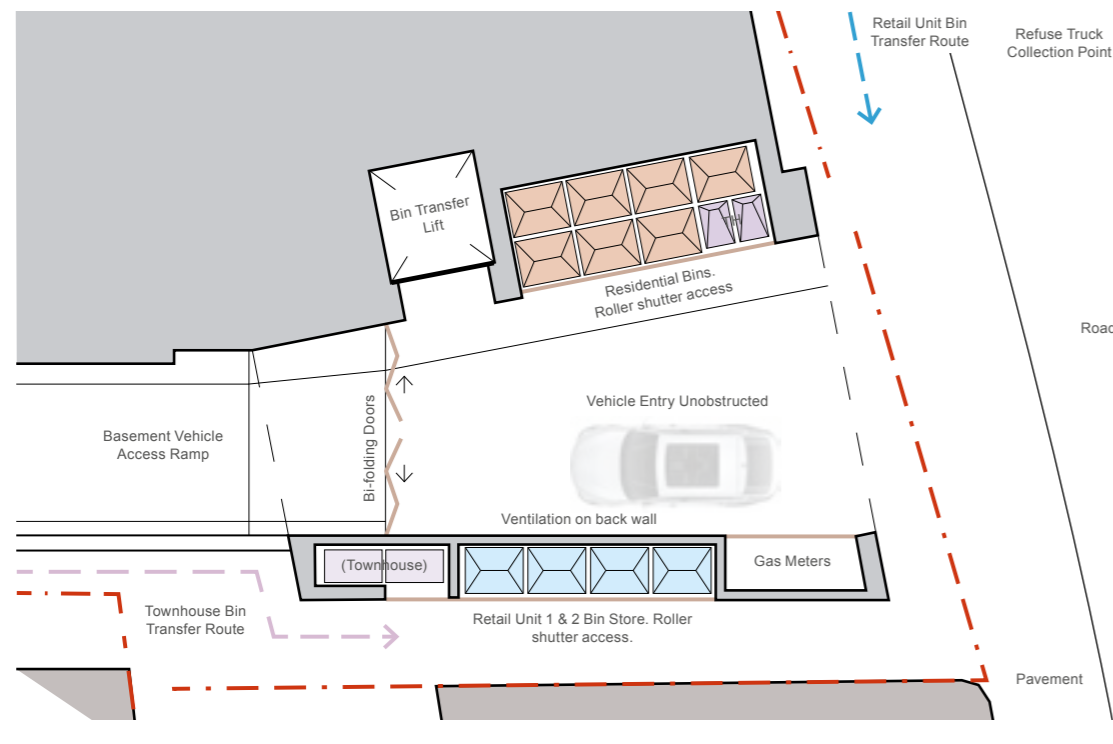 Retail Unit Bin
Transfer Route
Refuse Truck
Collection Point
Bin Transfer
Lift
TH
Residential Bins.
Roller shutter access
Road
Vehicle Entry Unobstructed
Basement Vehicle
Access Ramp
Bi-folding Doors
Ventilation on back wall
(Townhouse)
Gas Meters
Townhouse Bin
Transfer Route
Retail Unit 1 & 2 Bin Store. Roller
shutter access.
Pavement